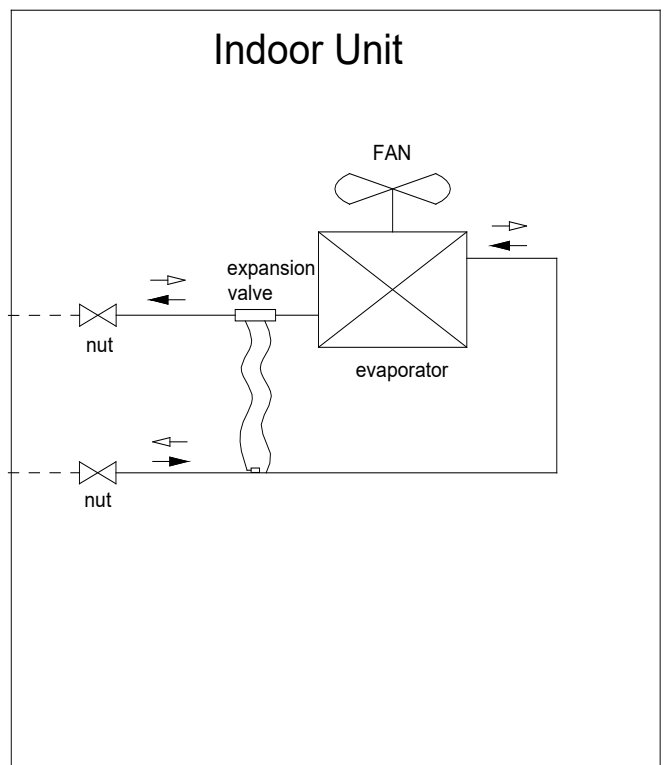 Indoor Unit
FAN
expansion
valve
nut
evaporator
nut